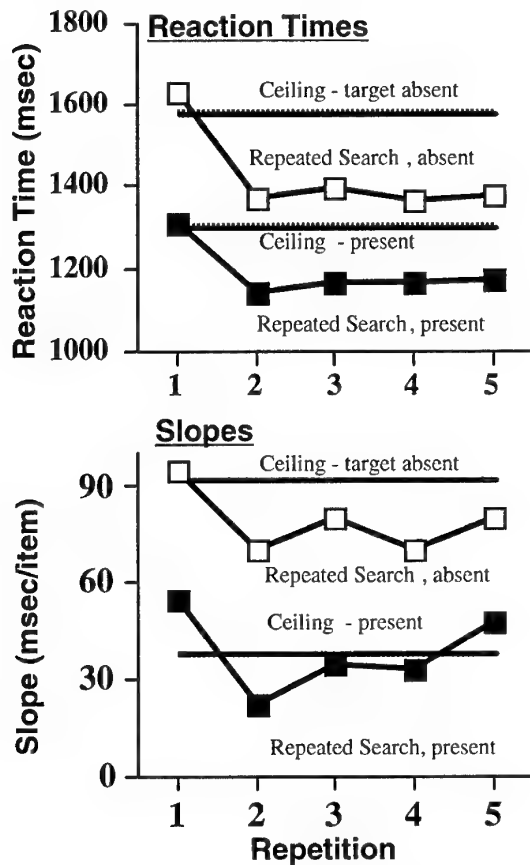 Reaction Times
Reaction Time (msec)
1800
1600
1400
1200
1000
Ceiling - target absent
Repeated Search , absent
Ceiling - present
Repeated Search , present
1 2 3 4 5
Slopes
Slope (msec/item)
90
60
30
0
Ceiling - target absent
Repeated Search , absent
Ceiling - present
Repeated Search, present
1 2 3 4 5
Repetition